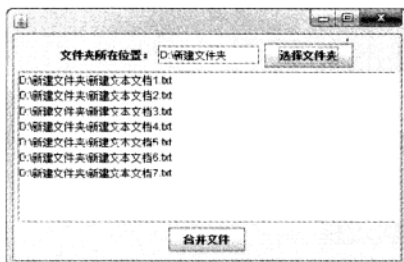 文件夹所在位置： D:\新建文件夹 选择文件夹
D:\新建文件夹\新建文本文档1.txt
D:\新建文件夹\新建文本文档2.txt
D:\新建文件夹\新建文本文档3.txt
D:\新建文件夹\新建文本文档4.txt
D:\新建文件夹\新建文本文档5.txt
D:\新建文件夹\新建文本文档6.txt
D:\新建文件夹\新建文本文档7.txt
合并文件